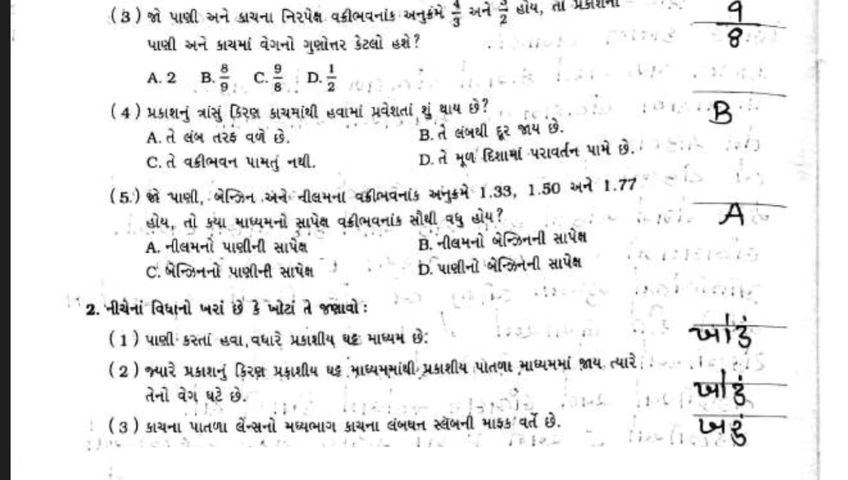 (3) જો પાણી અને કાચના નિરપેક્ષ વક્રીભવનાંક અનુક્રમે 4/3 અને 3/2 હોય, તો પ્રકાશના 9/8
પાણી અને કાચમાં વેગનો ગુણોત્તર કેટલો હશે?
A. 2 B. 8/9 C. 9/8 D. 1/2
(4) પ્રકાશનું ત્રાંસું કિરણ કાચમાંથી હવામાં પ્રવેશતાં શું થાય છે? B
A. તે લંબ તરફ વળે છે. B. તે લંબથી દૂર જાય છે.
C. તે વક્રીભવન પામતું નથી. D. તે મૂળ દિશામાં પરાવર્તન પામે છે.
(5) જો પાણી, બેન્ઝિન અને નીલમના વક્રીભવનાંક અનુક્રમે 1.33, 1.50 અને 1.77
હોય, તો ક્યા માધ્યમનો સાપેક્ષ વક્રીભવનાંક સૌથી વધુ હોય? A
A. નીલમનો પાણીની સાપેક્ષ B. નીલમનો બેન્ઝિનની સાપેક્ષ
C. બેન્ઝિનનો પાણીની સાપેક્ષ D. પાણીનો બેન્ઝિનની સાપેક્ષ
2. નીચેનાં વિધાનો ખરાં છે કે ખોટાં તે જણાવો:
(1) પાણી કરતાં હવા વધારે પ્રકાશીય ઘટ્ટ માધ્યમ છે. ખોટું
(2) જ્યારે પ્રકાશનું કિરણ પ્રકાશીય ઘટ્ટ માધ્યમમાંથી પ્રકાશીય પાતળા માધ્યમમાં જાય ત્યારે
તેનો વેગ ઘટે છે. ખોટું
(3) કાચના પાતળા લેન્સનો મધ્યભાગ કાચના લંબઘન સ્લૅબની માફક વર્તે છે. ખરું